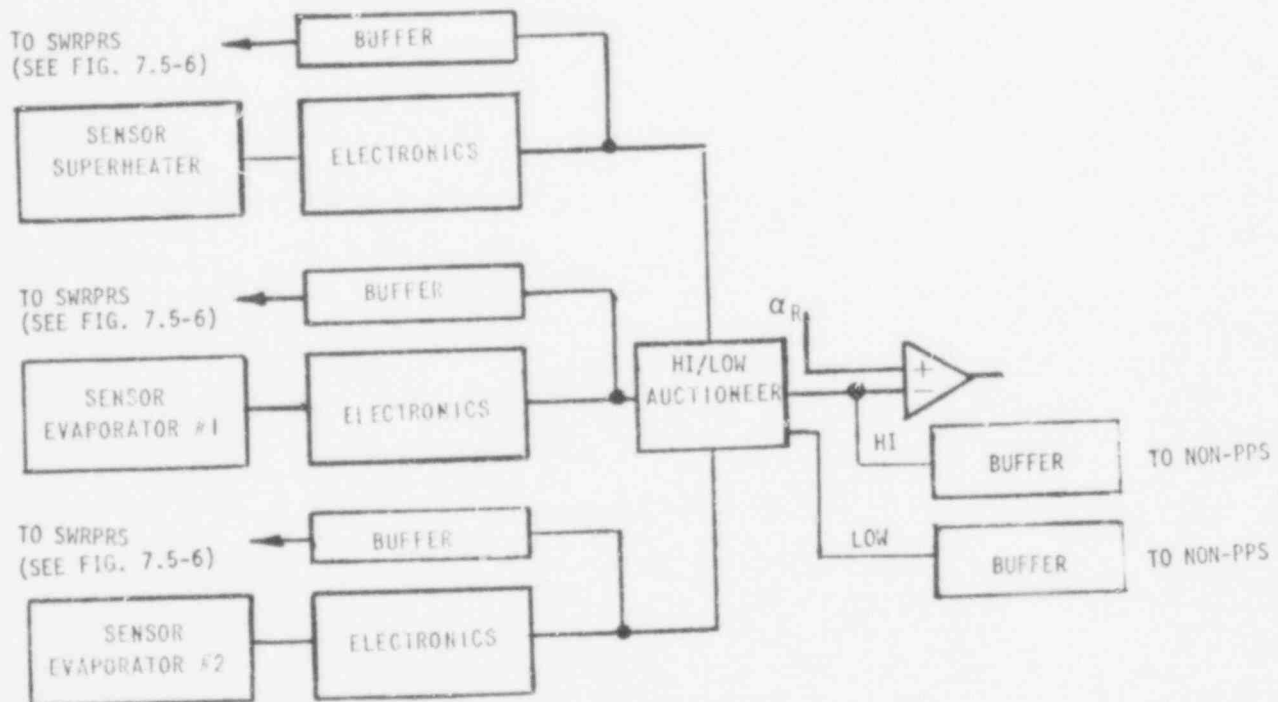 TO SWRPRS
(SEE FIG. 7.5-6)
BUFFER
SENSOR
SUPERHEATER
ELECTRONICS
TO SWRPRS
(SEE FIG. 7.5-6)
BUFFER
SENSOR
EVAPORATOR #1
ELECTRONICS
HI/LOW
AUCTIONEER
αR
+
−
HI
BUFFER
TO NON-PPS
LOW
BUFFER
TO NON-PPS
TO SWRPRS
(SEE FIG. 7.5-6)
BUFFER
SENSOR
EVAPORATOR #2
ELECTRONICS